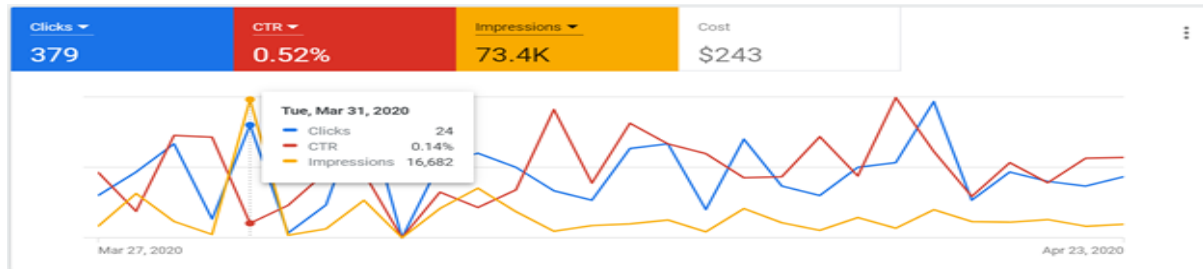 Clicks CTR Impressions Cost
379 0.52% 73.4K $243
Tue, Mar 31, 2020
Clicks 24
CTR 0.14%
Impressions 16,682
Mar 27, 2020 Apr 23, 2020